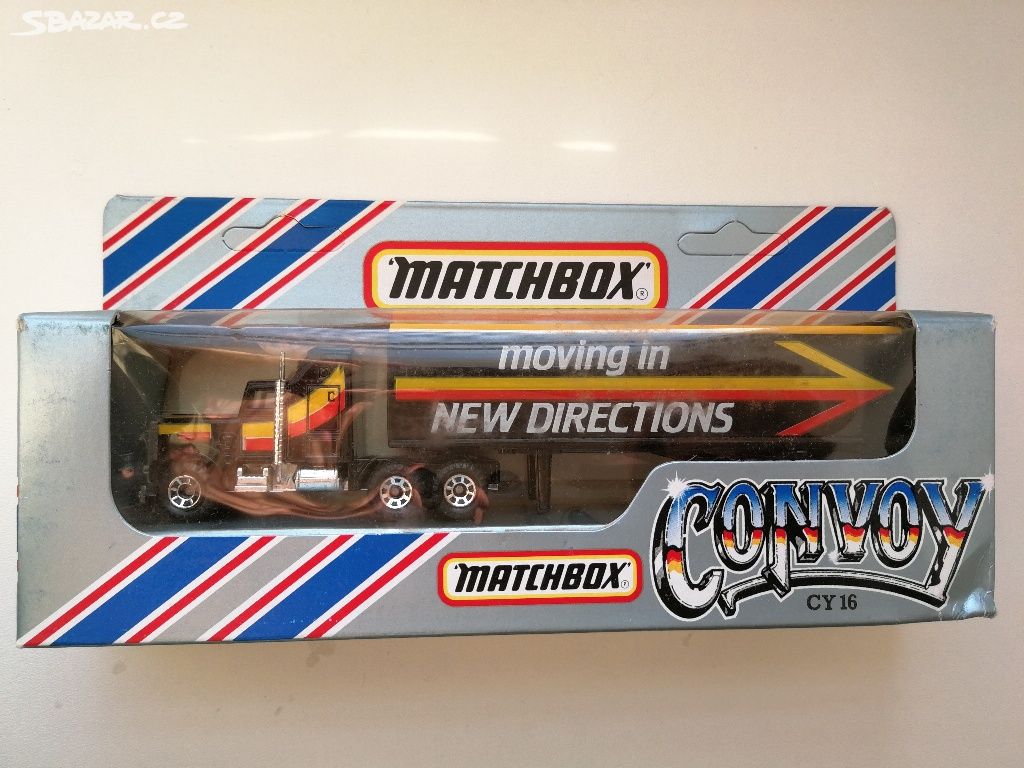 SBAZAR.CZ
"MATCHBOX"
®
moving in
NEW DIRECTIONS
C
"MATCHBOX"
®
CONVOY
CY 16